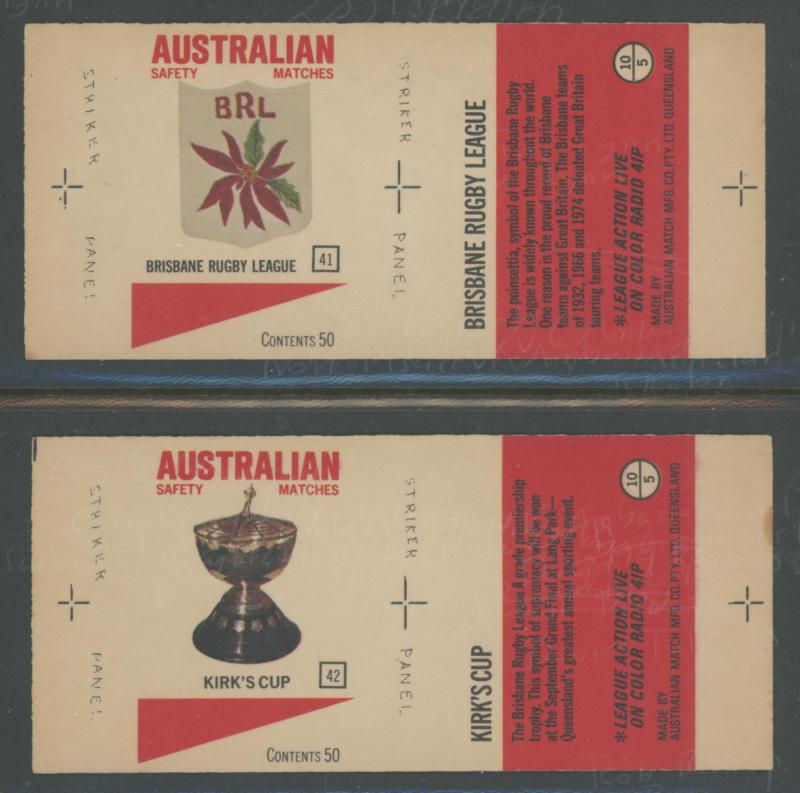 STRIKER PANEL
AUSTRALIAN
SAFETY MATCHES
BRL
BRISBANE RUGBY LEAGUE 41
CONTENTS 50
STRIKER PANEL
BRISBANE RUGBY LEAGUE
The poinsettia, symbol of the Brisbane Rugby
League is widely known throughout the world.
One reason is the proud record of Brisbane
teams against Great Britain. The Brisbane teams
of 1932, 1966 and 1974 defeated Great Britain
touring teams.
*LEAGUE ACTION LIVE
ON COLOR RADIO 4IP
MADE BY
AUSTRALIAN MATCH MFG. CO. PTY. LTD. QUEENSLAND
10
5
STRIKER PANEL
AUSTRALIAN
SAFETY MATCHES
KIRK'S CUP 42
CONTENTS 50
STRIKER PANEL
KIRK'S CUP
The Brisbane Rugby League A grade premiership
trophy. This symbol of supremacy will be won
at the September Grand Final at Lang Park—
Queensland's greatest annual sporting event.
*LEAGUE ACTION LIVE
ON COLOR RADIO 4IP
MADE BY
AUSTRALIAN MATCH MFG. CO. PTY. LTD. QUEENSLAND
10
5